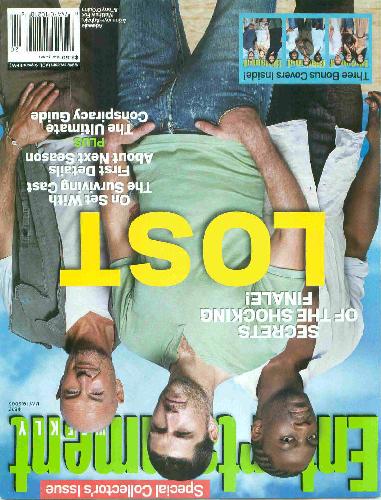 Special Collector's Issue
Entertainment
WEEKLY
LOST
SECRETS
OF THE SHOCKING
FINALE!
On Set With
The Surviving Cast
First Details
About Next Season
PLUS
The Ultimate
Conspiracy Guide
Three Bonus Covers Inside!